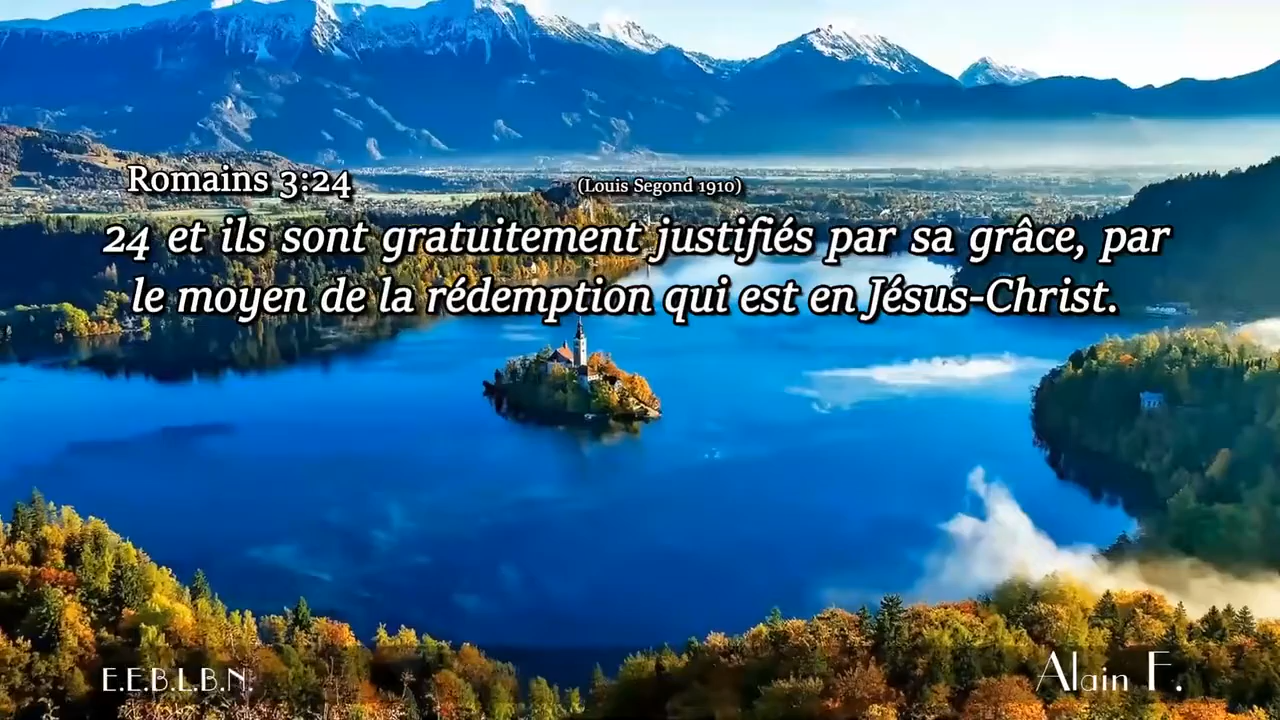 Romains 3:24 (Louis Segond 1910)
24 et ils sont gratuitement justifiés par sa grâce, par
le moyen de la rédemption qui est en Jésus-Christ.
E.E.B.L.B.N. Alain F.